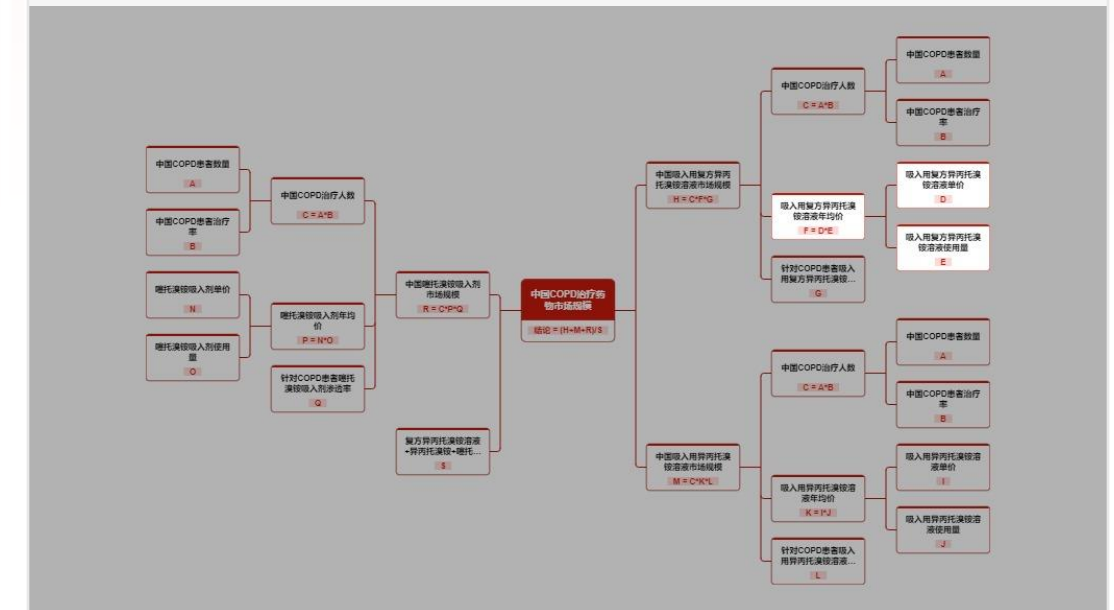 中国COPD患者数量
A
中国COPD患者治疗
率
B
中国COPD治疗人数
C = A*B
噻托溴铵吸入剂单价
N
噻托溴铵吸入剂使用
量
O
噻托溴铵吸入剂年均
价
P = N*O
针对COPD患者噻托
溴铵吸入剂渗透率
Q
中国噻托溴铵吸入剂
市场规模
R = C*P*Q
复方异丙托溴铵溶液
+异丙托溴铵+噻托...
S
中国COPD治疗药
物市场规模
结论 = (H+M+R)/S
中国吸入用复方异丙
托溴铵溶液市场规模
H = C*F*G
中国COPD治疗人数
C = A*B
中国COPD患者数量
A
中国COPD患者治疗
率
B
吸入用复方异丙托溴
铵溶液年均价
F = D*E
吸入用复方异丙托溴
铵溶液单价
D
吸入用复方异丙托溴
铵溶液使用量
E
针对COPD患者吸入
用复方异丙托溴铵...
G
中国吸入用异丙托溴
铵溶液市场规模
M = C*K*L
中国COPD治疗人数
C = A*B
中国COPD患者数量
A
中国COPD患者治疗
率
B
吸入用异丙托溴铵溶
液年均价
K = I*J
吸入用异丙托溴铵溶
液单价
I
吸入用异丙托溴铵溶
液使用量
J
针对COPD患者吸入
用异丙托溴铵溶液...
L